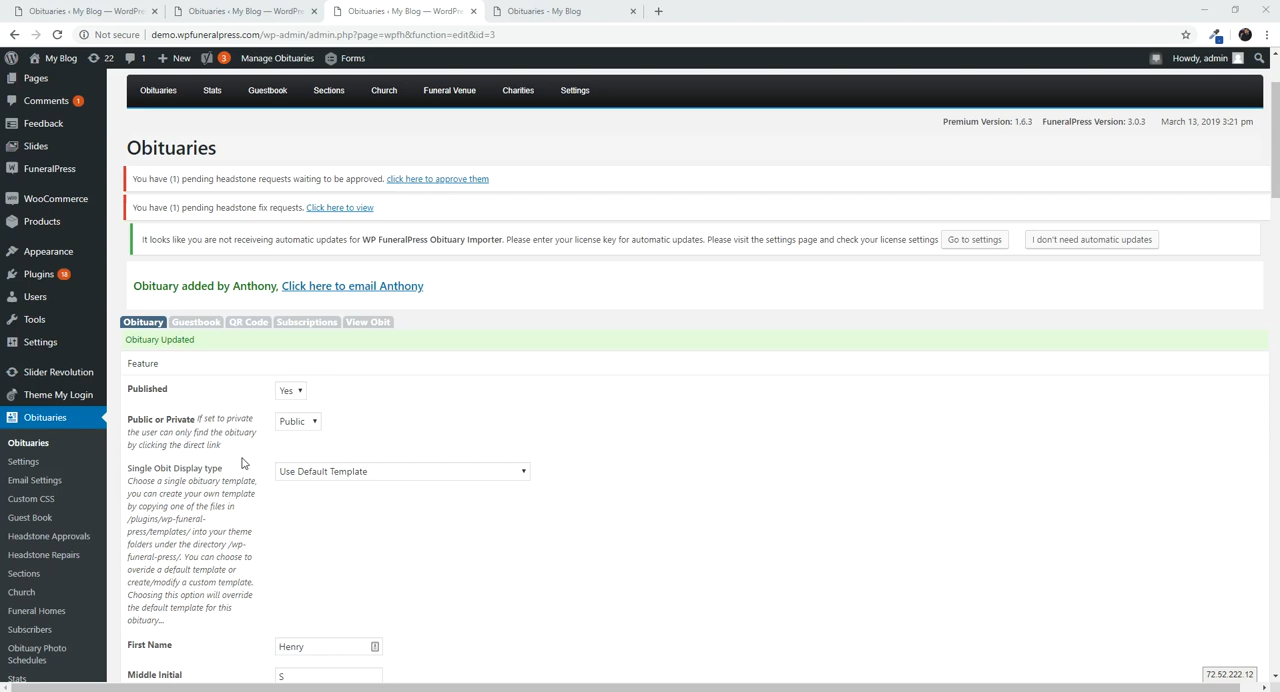 Obituaries ‹ My Blog — WordPre
Obituaries ‹ My Blog — WordPre
Obituaries ‹ My Blog — WordPre
Obituaries - My Blog
Not secure
demo.wpfuneralpress.com/wp-admin/admin.php?page=wpfh&function=edit&id=3
My Blog
22
1
New
3
Manage Obituaries
Forms
Howdy, admin
Pages
Comments 1
Feedback
Slides
FuneralPress
WooCommerce
Products
Appearance
Plugins 18
Users
Tools
Settings
Slider Revolution
Theme My Login
Obituaries
Obituaries
Settings
Email Settings
Custom CSS
Guest Book
Headstone Approvals
Headstone Repairs
Sections
Church
Funeral Homes
Subscribers
Obituary Photo
Schedules
Stats
Obituaries
Stats
Guestbook
Sections
Church
Funeral Venue
Charities
Settings
Premium Version: 1.6.3
FuneralPress Version: 3.0.3
March 13, 2019 3:21 pm
Obituaries
You have (1) pending headstone requests waiting to be approved. click here to approve them
You have (1) pending headstone fix requests. Click here to view
It looks like you are not receiveing automatic updates for WP FuneralPress Obituary Importer. Please enter your license key for automatic updates. Please visit the settings page and check your license settings
Go to settings
I don't need automatic updates
Obituary added by Anthony, Click here to email Anthony
Obituary
Guestbook
QR Code
Subscriptions
View Obit
Obituary Updated
Feature
Published
Yes
Public or Private If set to private
the user can only find the obituary
by clicking the direct link
Public
Single Obit Display type
Choose a single obituary template,
you can create your own template
by copying one of the files in
/plugins/wp-funeral-
press/templates/ into your theme
folders under the directory /wp-
funeral-press/. You can choose to
overide a default template or
create/modify a custom template.
Choosing this option will override
the default template for this
obituary...
Use Default Template
First Name
Henry
Middle Initial
S
72.52.222.12